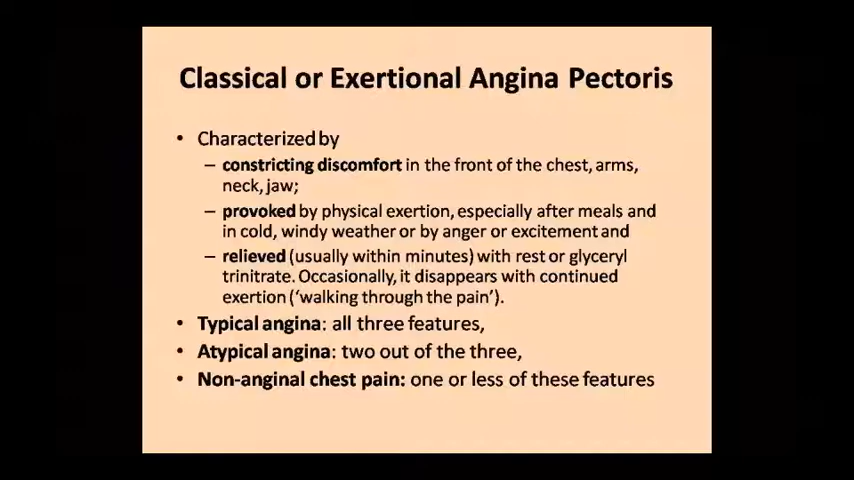 Classical or Exertional Angina Pectoris
• Characterized by
– constricting discomfort in the front of the chest, arms,
neck, jaw;
– provoked by physical exertion, especially after meals and
in cold, windy weather or by anger or excitement and
– relieved (usually within minutes) with rest or glyceryl
trinitrate. Occasionally, it disappears with continued
exertion (‘walking through the pain’).
• Typical angina: all three features,
• Atypical angina: two out of the three,
• Non-anginal chest pain: one or less of these features